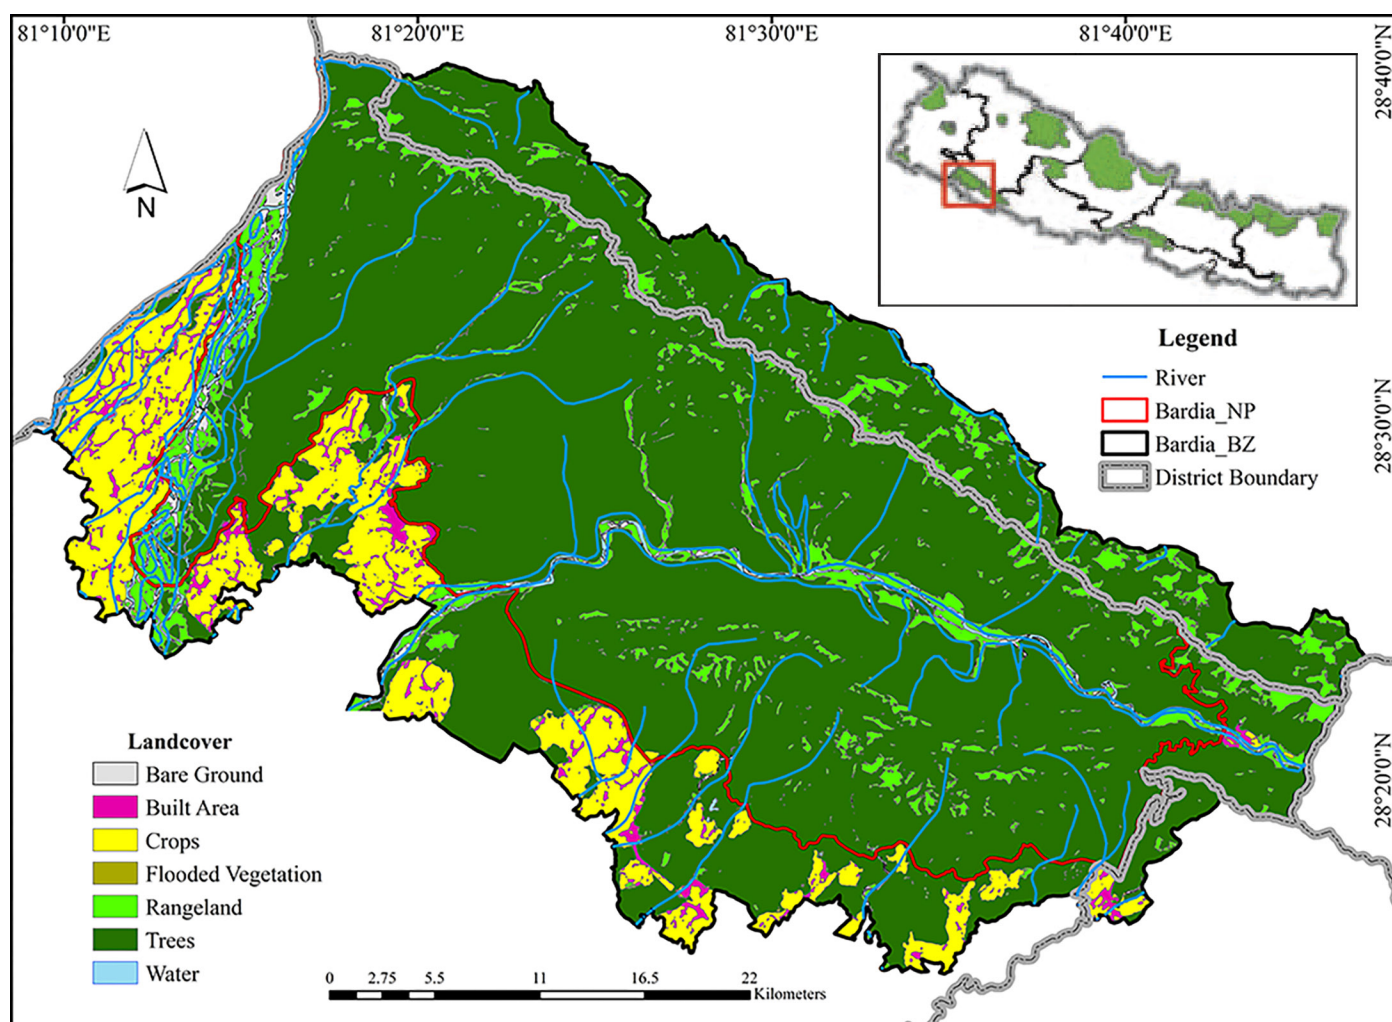 81°10'0"E 81°20'0"E 81°30'0"E 81°40'0"E
28°40'0"N
N
Legend
River
Bardia_NP
Bardia_BZ
District Boundary
28°30'0"N
28°20'0"N
Landcover
Bare Ground
Built Area
Crops
Flooded Vegetation
Rangeland
Trees
Water
0 2.75 5.5 11 16.5 22
Kilometers